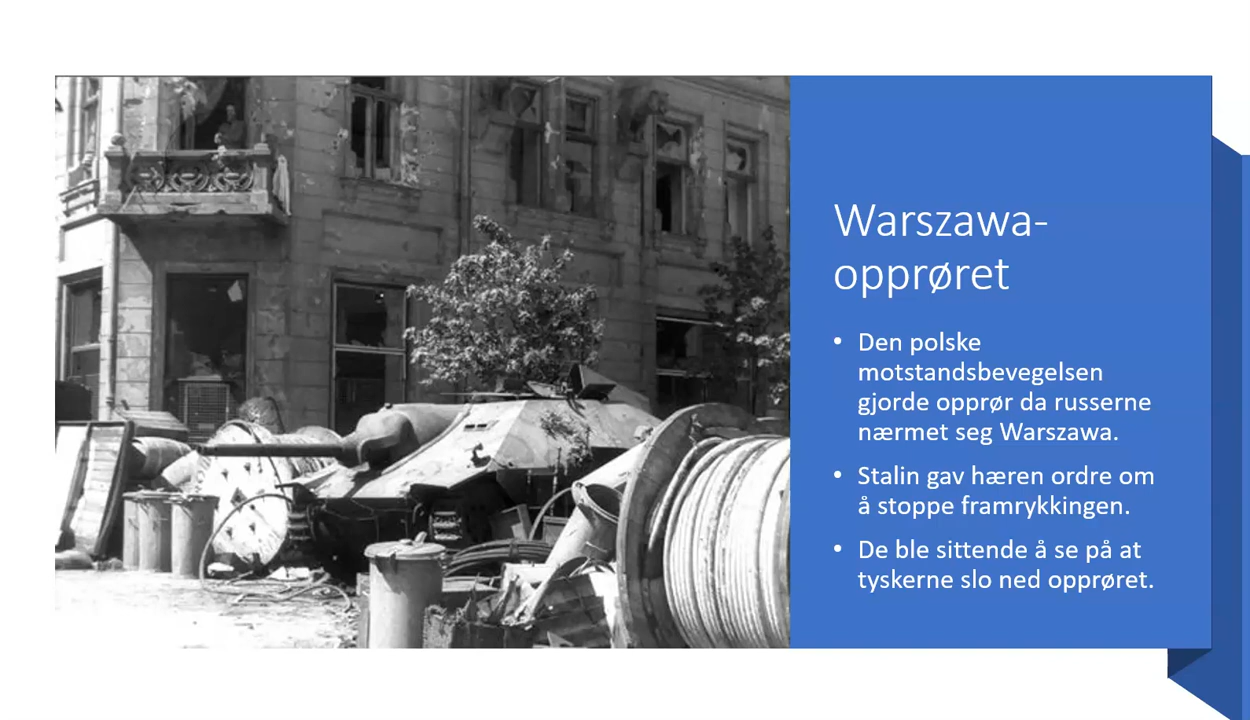 Warszawa-
opprøret
• Den polske
motstandsbevegelsen
gjorde opprør da russerne
nærmet seg Warszawa.
• Stalin gav hæren ordre om
å stoppe framrykkingen.
• De ble sittende å se på at
tyskerne slo ned opprøret.